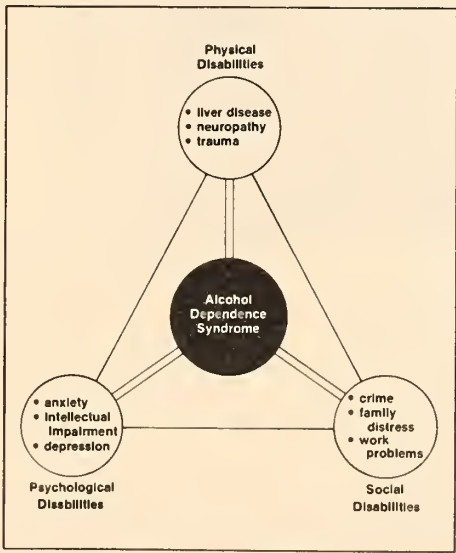 Physical
Disabilities
• liver disease
• neuropathy
• trauma
Alcohol
Dependence
Syndrome
• anxiety
• Intellectual
Impairment
• depression
Psychological
Dissbilities
• crime
• family
distress
• work
problems
Social
Disabilities